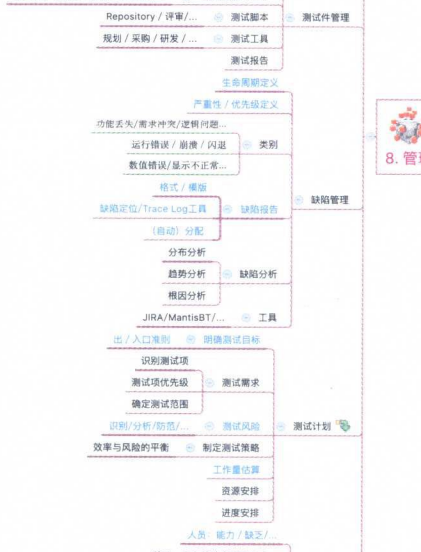 Repository / 评审/...
测试脚本
测试件管理
规划 / 采购 / 研发 / ...
测试工具
测试报告
生命周期定义
严重性 / 优先级定义
功能丢失/需求冲突/逻辑问题...
运行错误 / 崩溃 / 闪退
类别
数值错误/显示不正常...
格式 / 模版
缺陷定位/Trace Log工具
缺陷报告
缺陷管理
（自动）分配
分布分析
趋势分析
缺陷分析
根因分析
JIRA/MantisBT/...
工具
8. 管
出 / 入口准则
明确测试目标
识别测试项
测试项优先级
测试需求
确定测试范围
识别/分析/防范/...
测试风险
测试计划
效率与风险的平衡
制定测试策略
工作量估算
资源安排
进度安排
人员 能力 / 缺乏/...